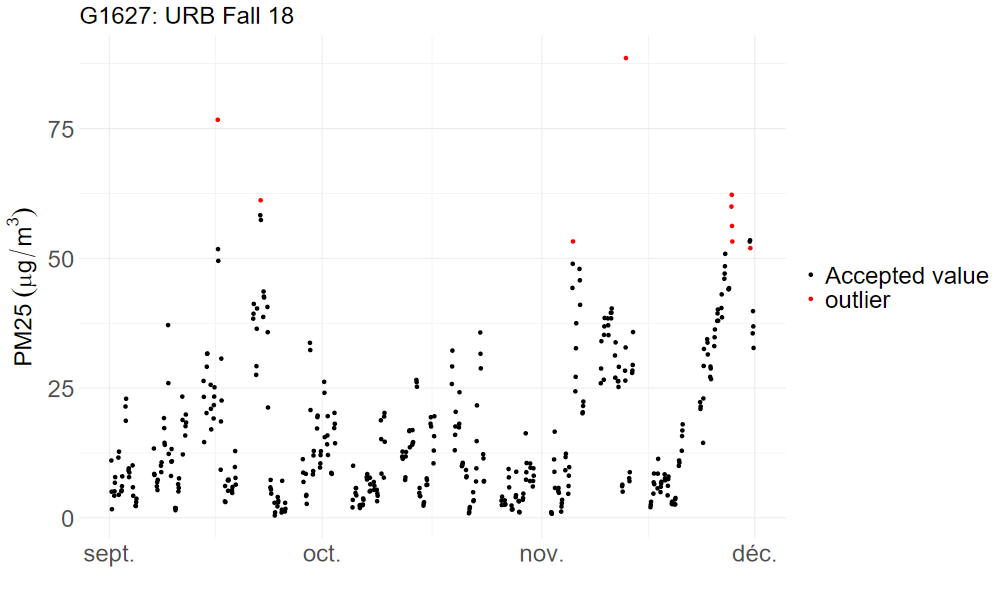 G1627: URB Fall 18
PM25 (μg/m³)
75
50
25
0
sept.
oct.
nov.
déc.
Accepted value
outlier